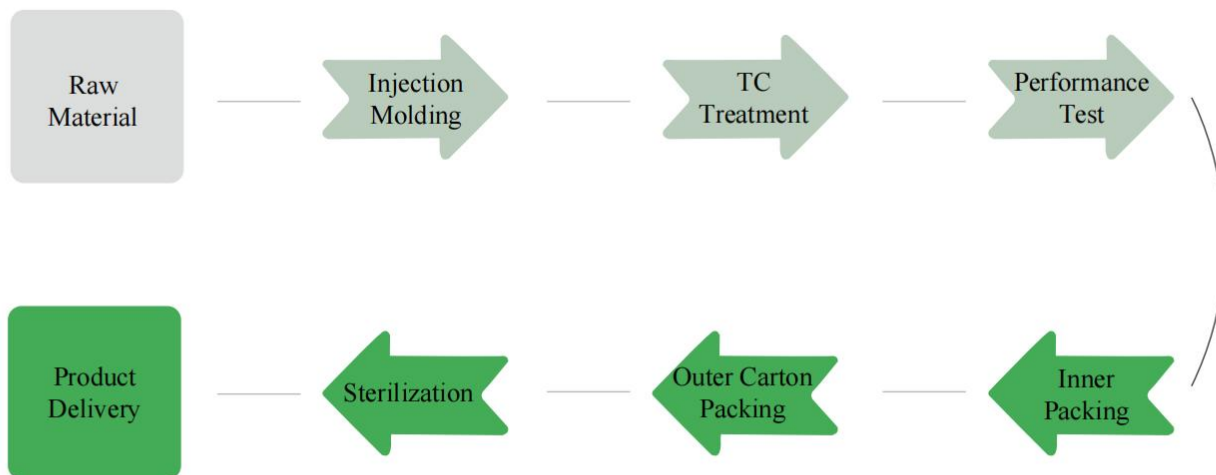 Raw
Material
Injection
Molding
TC
Treatment
Performance
Test
Product
Delivery
Sterilization
Outer Carton
Packing
Inner
Packing